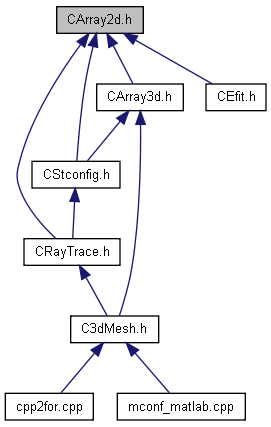 CArray2d.h
CArray3d.h
CEfit.h
CStconfig.h
CRayTrace.h
C3dMesh.h
cpp2for.cpp
mconf_matlab.cpp